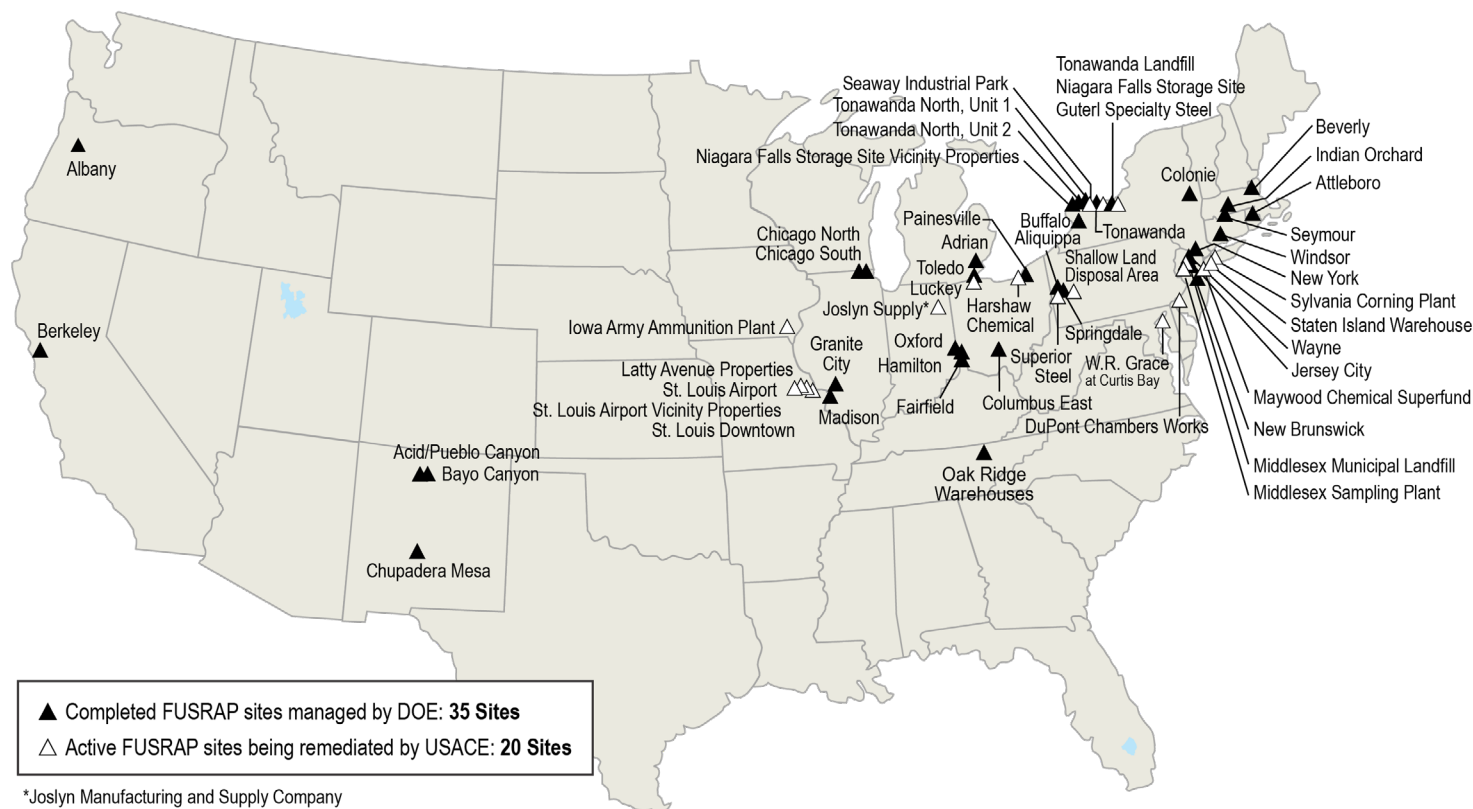 Tonawanda Landfill
Niagara Falls Storage Site
Guterl Specialty Steel
Seaway Industrial Park
Tonawanda North, Unit 1
Tonawanda North, Unit 2
Niagara Falls Storage Site Vicinity Properties
Beverly
Indian Orchard
Attleboro
Albany
Colonie
Painesville
Buffalo
Aliquippa
Tonawanda
Seymour
Windsor
New York
Sylvania Corning Plant
Staten Island Warehouse
Wayne
Jersey City
Maywood Chemical Superfund
New Brunswick
Middlesex Municipal Landfill
Middlesex Sampling Plant
Chicago North
Chicago South
Adrian
Toledo
Luckey
Shallow Land
Disposal Area
Joslyn Supply*
Harshaw
Chemical
Berkeley
Iowa Army Ammunition Plant
Granite
City
Oxford
Hamilton
Springdale
Superior
Steel
W.R. Grace
at Curtis Bay
Latty Avenue Properties
St. Louis Airport
St. Louis Airport Vicinity Properties
St. Louis Downtown
Madison
Fairfield
Columbus East
DuPont Chambers Works
Acid/Pueblo Canyon
Bayo Canyon
Oak Ridge
Warehouses
Chupadera Mesa
Completed FUSRAP sites managed by DOE: 35 Sites
Active FUSRAP sites being remediated by USACE: 20 Sites
*Joslyn Manufacturing and Supply Company